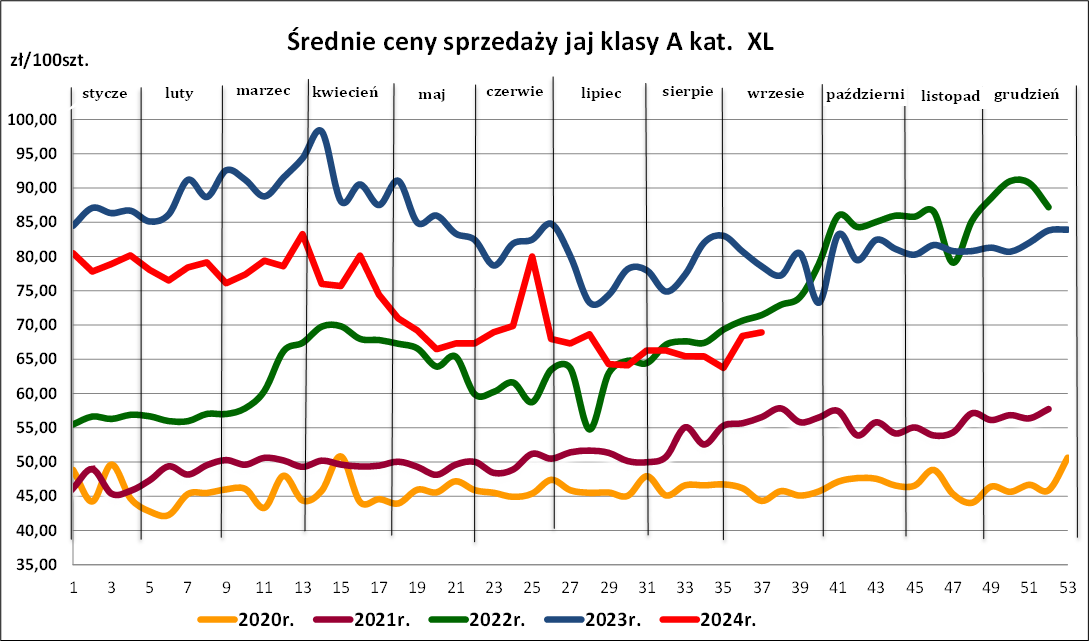 Średnie ceny sprzedaży jaj klasy A kat. XL
zł/100szt.
stycze luty marzec kwiecień maj czerwie lipiec sierpie wrzesie październi listopad grudzień
100,00
95,00
90,00
85,00
80,00
75,00
70,00
65,00
60,00
55,00
50,00
45,00
40,00
35,00
1 3 5 7 9 11 13 15 17 19 21 23 25 27 29 31 33 35 37 39 41 43 45 47 49 51 53
2020r. 2021r. 2022r. 2023r. 2024r.